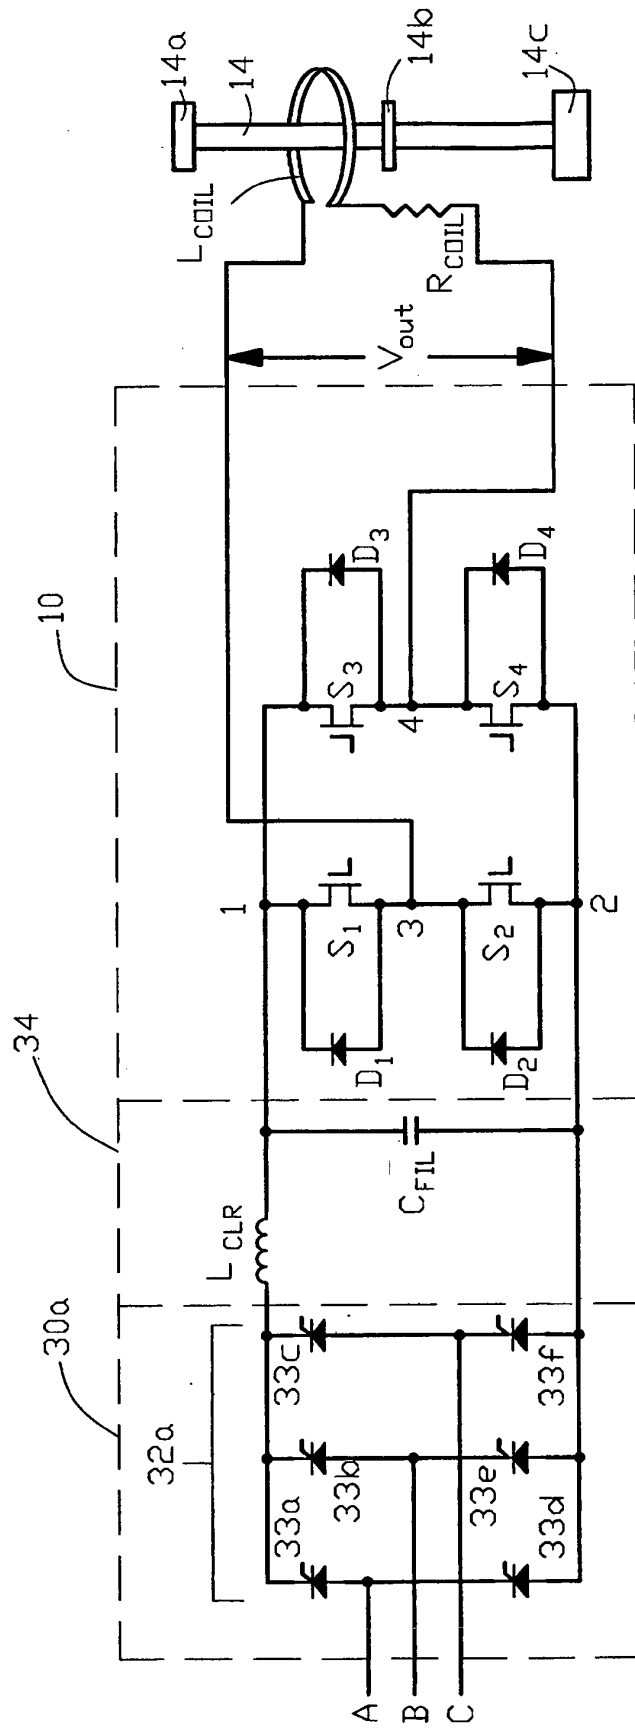 30a
34
10
32a
33a
33b
33c
33d
33e
33f
A
B
C
L_CLR
C_FIL
1
2
3
4
S_1
S_2
S_3
S_4
D_1
D_2
D_3
D_4
V_out
L_COIL
R_COIL
14a
14
14b
14c